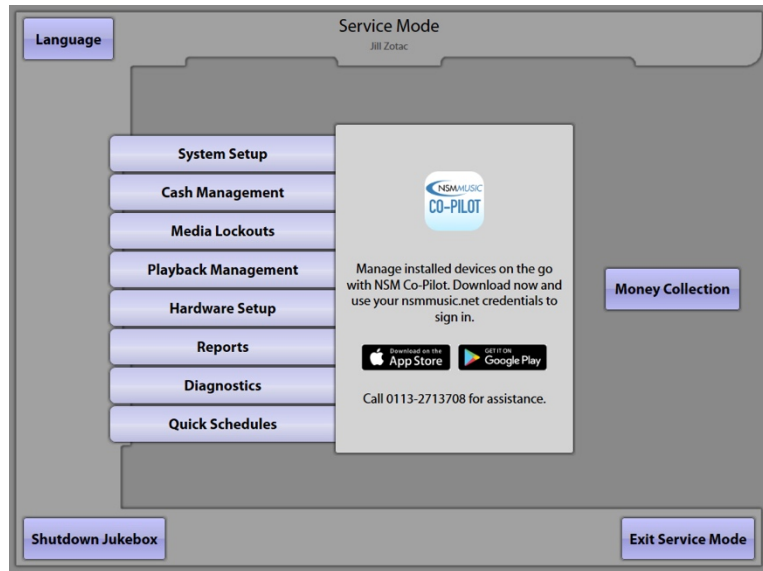 Language
Service Mode
Jill Zotac
System Setup
Cash Management
Media Lockouts
Playback Management
Hardware Setup
Reports
Diagnostics
Quick Schedules
NSMMUSIC
CO-PILOT
Manage installed devices on the go
with NSM Co-Pilot. Download now and
use your nsmmusic.net credentials to
sign in.
Download on the
App Store
GET IT ON
Google Play
Call 0113-2713708 for assistance.
Money Collection
Shutdown Jukebox
Exit Service Mode